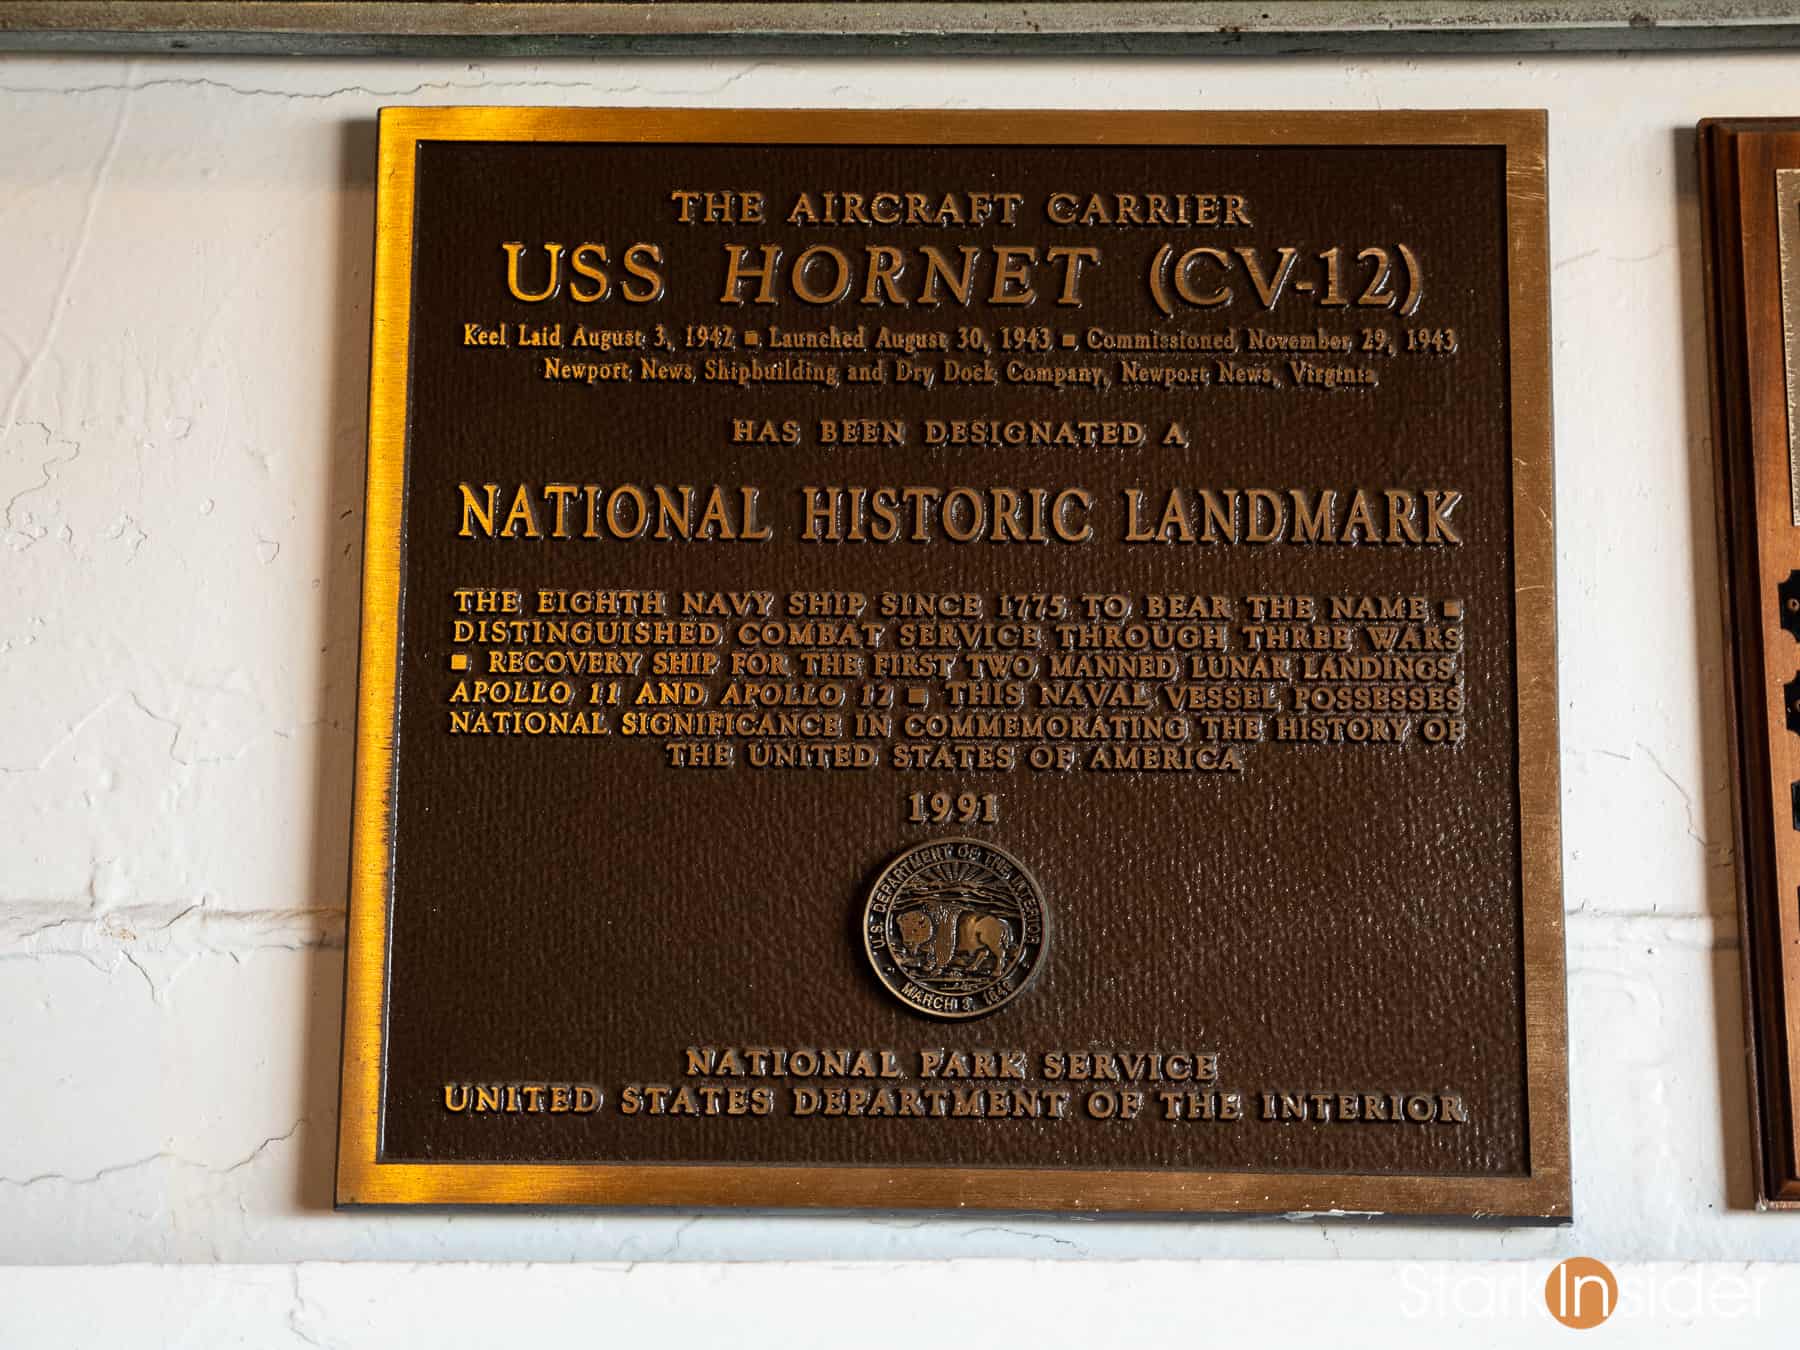 THE AIRCRAFT CARRIER
USS HORNET (CV-12)
Keel Laid August 3, 1942 ■ Launched August 30, 1943 ■ Commissioned November 29, 1943
Newport News Shipbuilding and Dry Dock Company, Newport News, Virginia
HAS BEEN DESIGNATED A
NATIONAL HISTORIC LANDMARK
THE EIGHTH NAVY SHIP SINCE 1775 TO BEAR THE NAME ■
DISTINGUISHED COMBAT SERVICE THROUGH THREE WARS
■ RECOVERY SHIP FOR THE FIRST TWO MANNED LUNAR LANDINGS,
APOLLO 11 AND APOLLO 12 ■ THIS NAVAL VESSEL POSSESSES
NATIONAL SIGNIFICANCE IN COMMEMORATING THE HISTORY OF
THE UNITED STATES OF AMERICA
1991
U.S. DEPARTMENT OF THE INTERIOR
MARCH 3, 1849
NATIONAL PARK SERVICE
UNITED STATES DEPARTMENT OF THE INTERIOR
StarkInsider